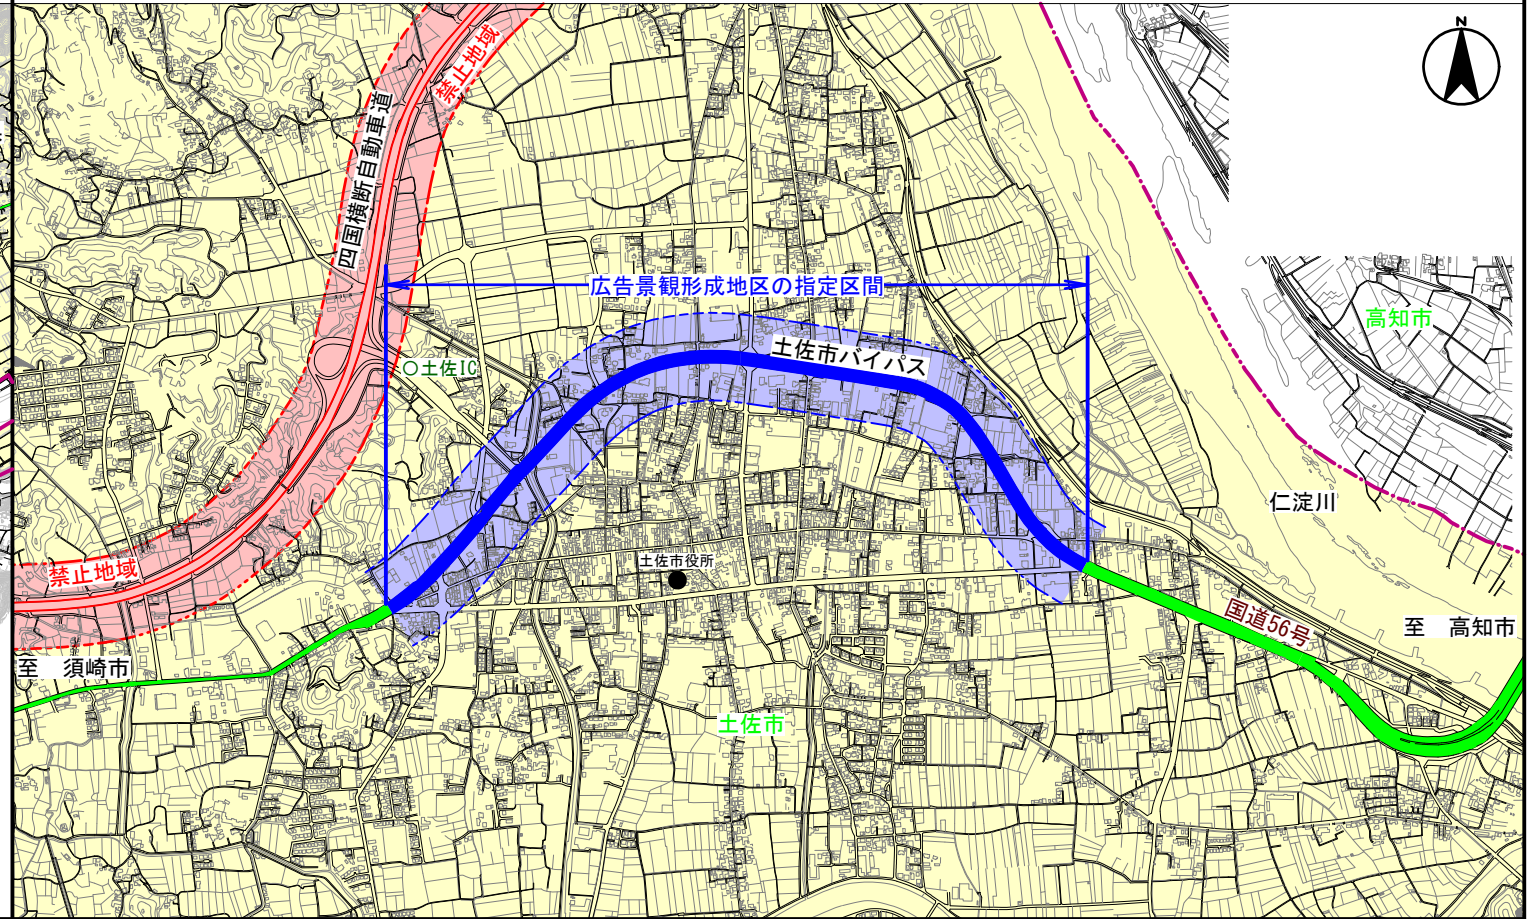 N
禁止地域
四国横断自動車道
広告景観形成地区の指定区間
高知市
土佐市バイパス
○土佐IC
仁淀川
土佐市役所
禁止地域
国道56号
至 高知市
至 須崎市
土佐市